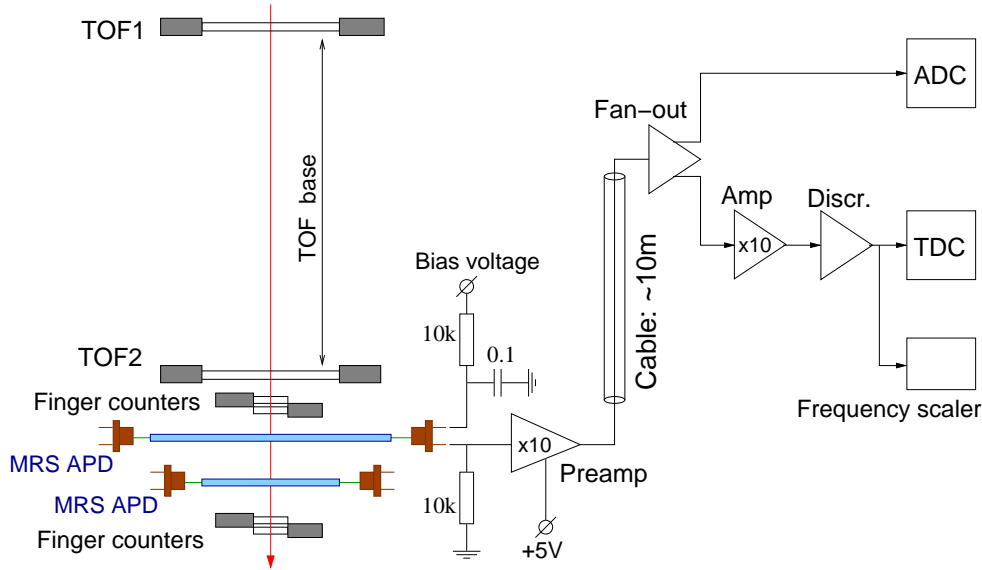 TOF1
TOF base
TOF2
Finger counters
MRS APD
MRS APD
Finger counters
Bias voltage
10k
0.1
10k
x10
Preamp
+5V
Cable: ~10m
Fan−out
Amp
x10
Discr.
ADC
TDC
Frequency scaler